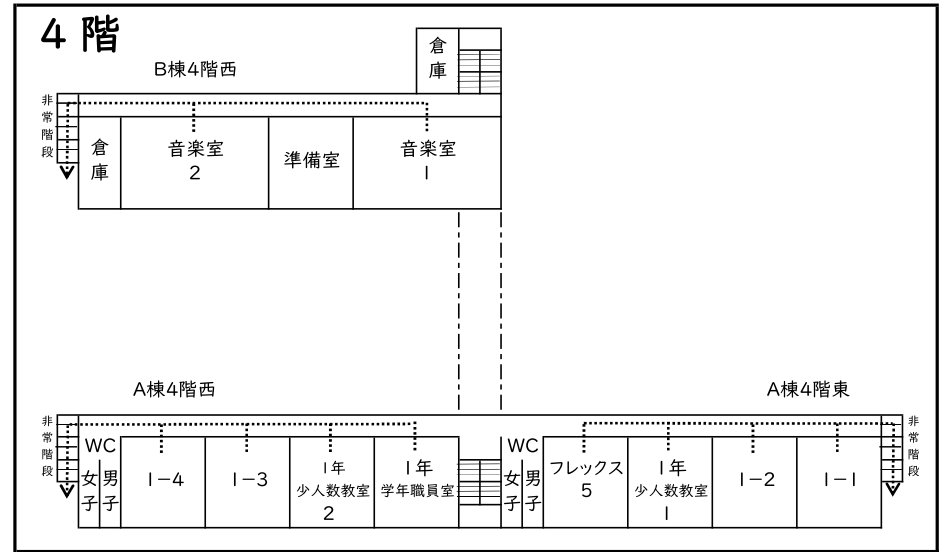 4階
倉庫
B棟4階西
非常階段
倉庫
音楽室
2
準備室
音楽室
1
A棟4階西
A棟4階東
非常階段
WC
女子
男子
1-4
1-3
1年
少人数教室
2
1年
学年職員室
WC
女子
男子
フレックス
5
1年
少人数教室
1
1-2
1-1
非常階段